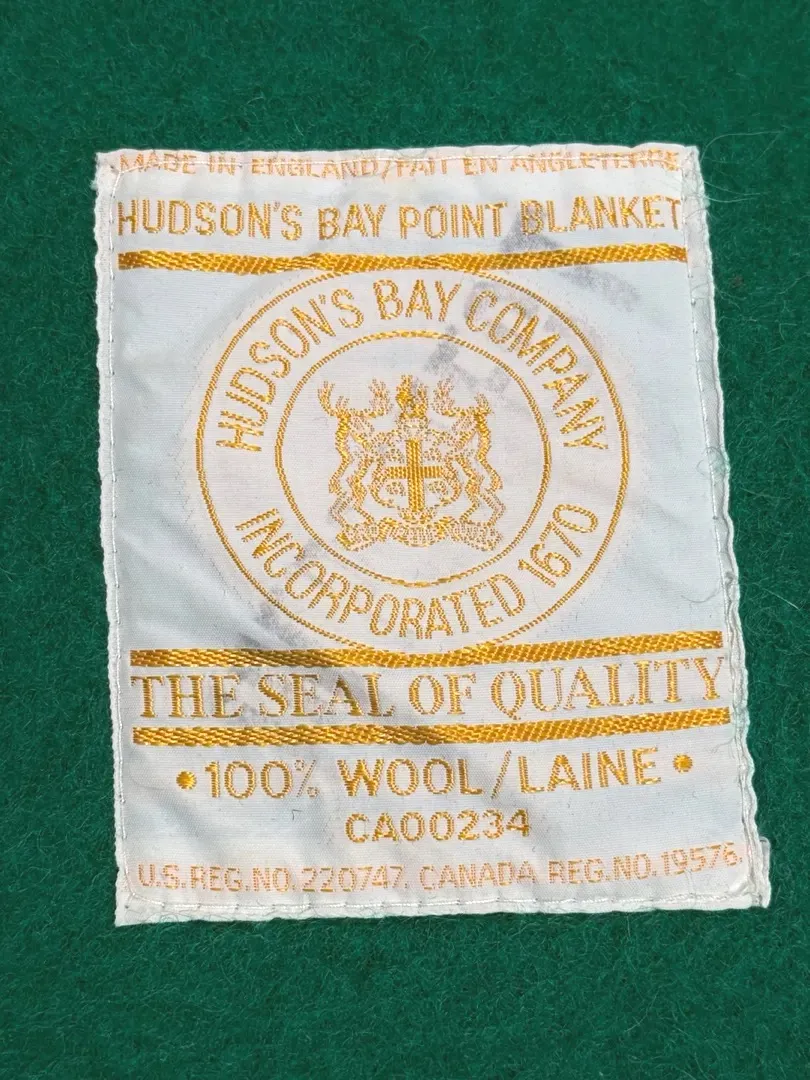 MADE IN ENGLAND/FAIT EN ANGLETERRE
HUDSON'S BAY POINT BLANKET
HUDSON'S BAY COMPANY
INCORPORATED 1670
THE SEAL OF QUALITY
• 100% WOOL/LAINE •
CA00234
U.S.REG.NO.220747. CANADA REG.NO.19576.